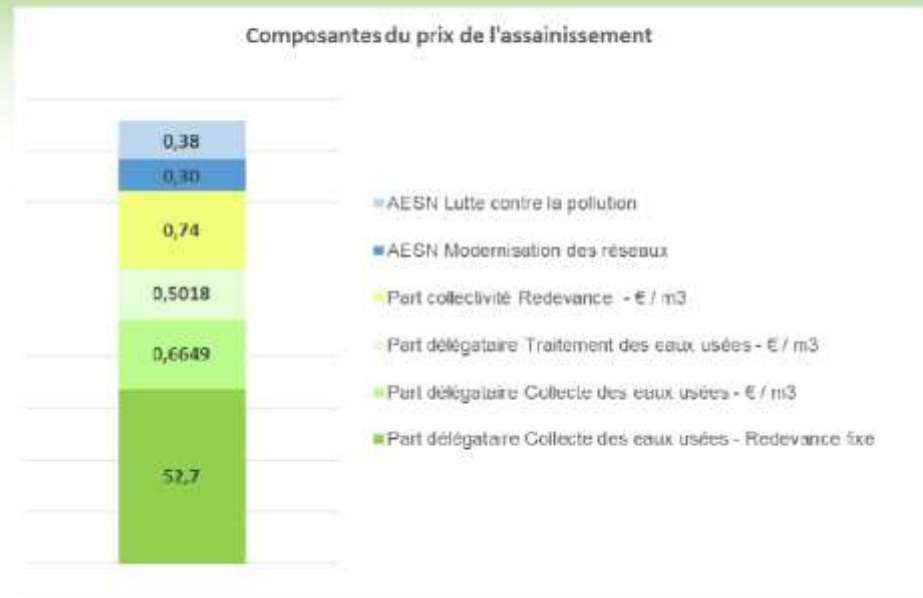 Composantes du prix de l'assainissement
0,38
0,30
0,74
0,5018
0,6649
52,7
AESN Lutte contre la pollution
AESN Modernisation des réseaux
Part collectivité Redevance - € / m3
Part délégataire Traitement des eaux usées - € / m3
Part délégataire Collecte des eaux usées - € / m3
Part délégataire Collecte des eaux usées - Redevance fixe